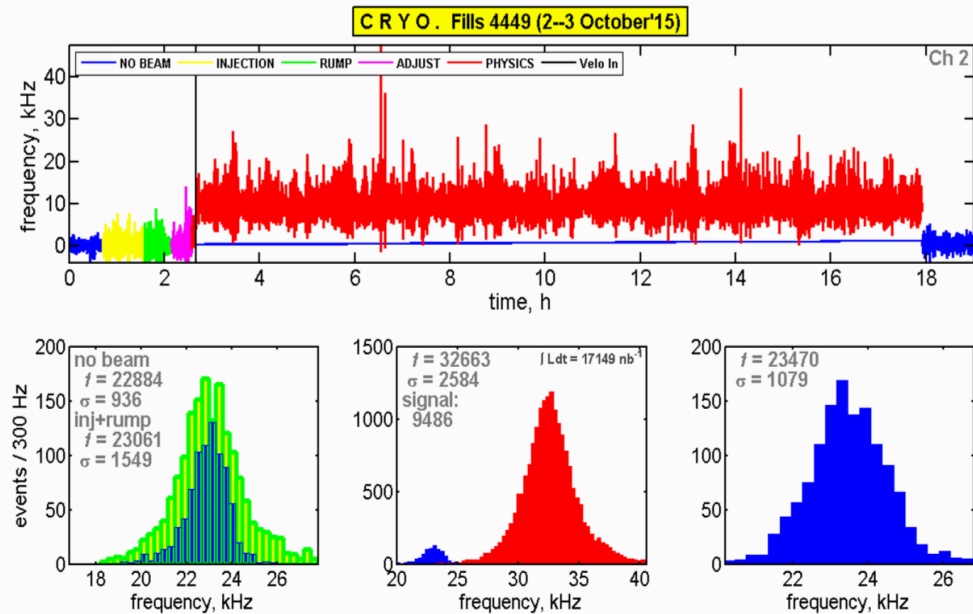 C R Y O .  Fills 4449 (2--3 October'15)
NO BEAM INJECTION RUMP ADJUST PHYSICS Velo In
Ch 2
frequency, kHz
40
30
20
10
0
0 2 4 6 8 10 12 14 16 18
time, h
events / 300 Hz
200
150
100
50
0
no beam
f = 22884
σ = 936
inj+rump
f = 23061
σ = 1549
18 20 22 24 26
frequency, kHz
1500
1000
500
0
f = 32663
σ = 2584
signal:
9486
∫ Ldt = 17149 nb⁻¹
20 25 30 35 40
frequency, kHz
200
150
100
50
0
f = 23470
σ = 1079
22 24 26
frequency, kHz